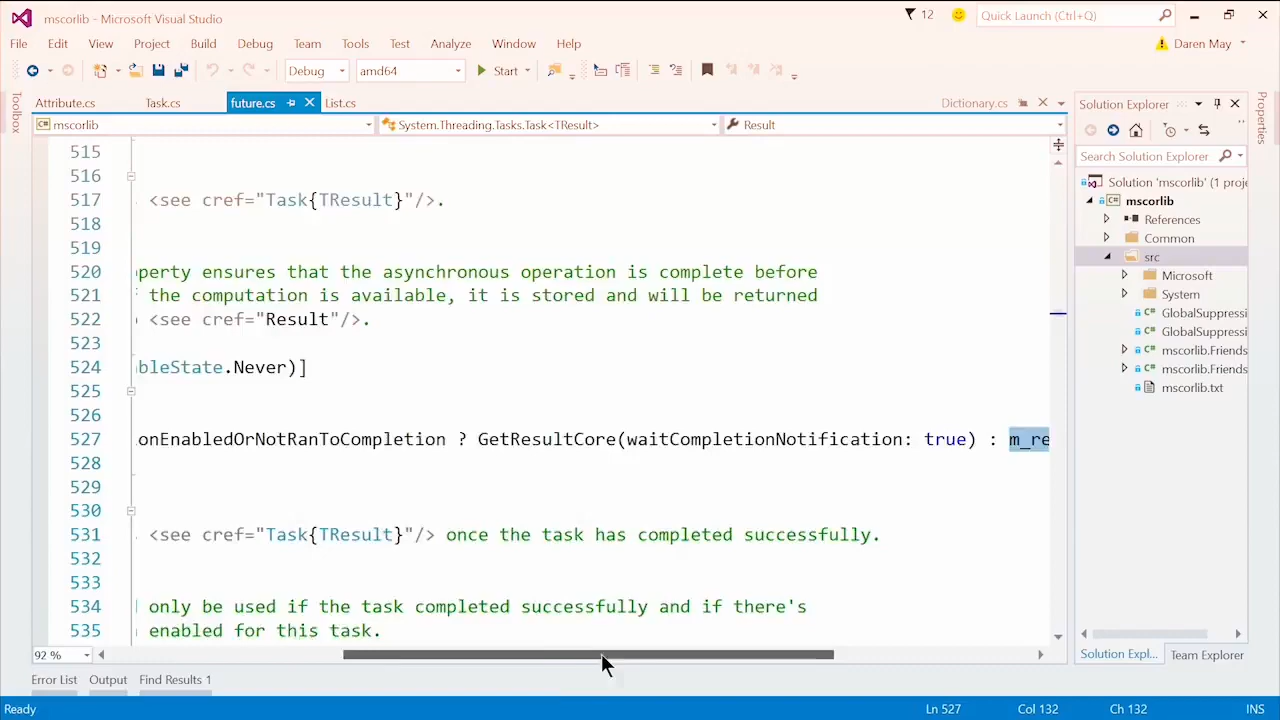 mscorlib - Microsoft Visual Studio
12
Quick Launch (Ctrl+Q)
File Edit View Project Build Debug Team Tools Test Analyze Window Help
Daren May
Debug amd64 Start
Toolbox
Attribute.cs Task.cs future.cs List.cs Dictionary.cs
mscorlib System.Threading.Tasks.Task<TResult> Result
515
516
517 <see cref="Task{TResult}"/>.
518
519
520 operty ensures that the asynchronous operation is complete before
521 f the computation is available, it is stored and will be returned
522 <see cref="Result"/>.
523
524 bleState.Never)]
525
526
527 onEnabledOrNotRanToCompletion ? GetResultCore(waitCompletionNotification: true) : m_re
528
529
530
531 <see cref="Task{TResult}"/> once the task has completed successfully.
532
533
534 only be used if the task completed successfully and if there's
535 enabled for this task.
92 %
Solution Explorer
Search Solution Explorer
Solution 'mscorlib' (1 proje
mscorlib
References
Common
src
Microsoft
System
GlobalSuppressi
GlobalSuppressi
mscorlib.Friends
mscorlib.Friends
mscorlib.txt
Solution Expl... Team Explorer
Properties
Error List Output Find Results 1
Ready Ln 527 Col 132 Ch 132 INS